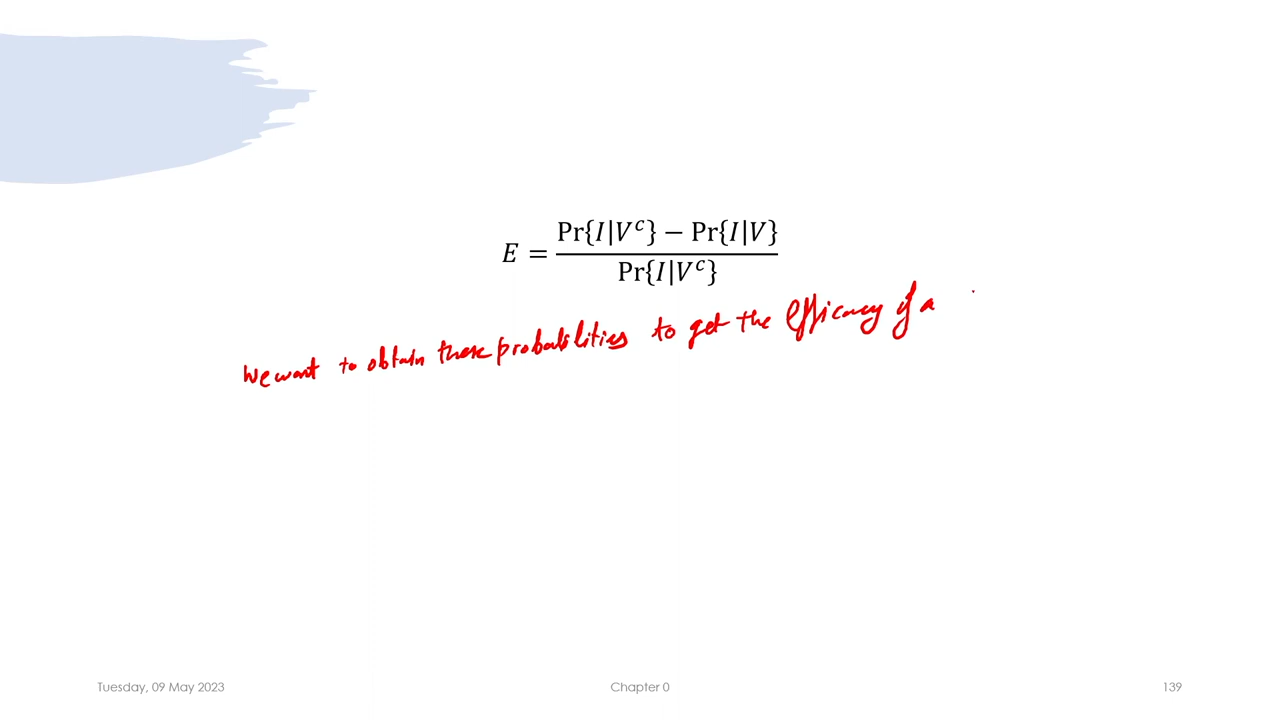 E = \frac{Pr{I|V^c} − Pr{I|V}}{Pr{I|V^c}}
We want to obtain these probabilities to get the Efficacy of a
Tuesday, 09 May 2023
Chapter 0
139